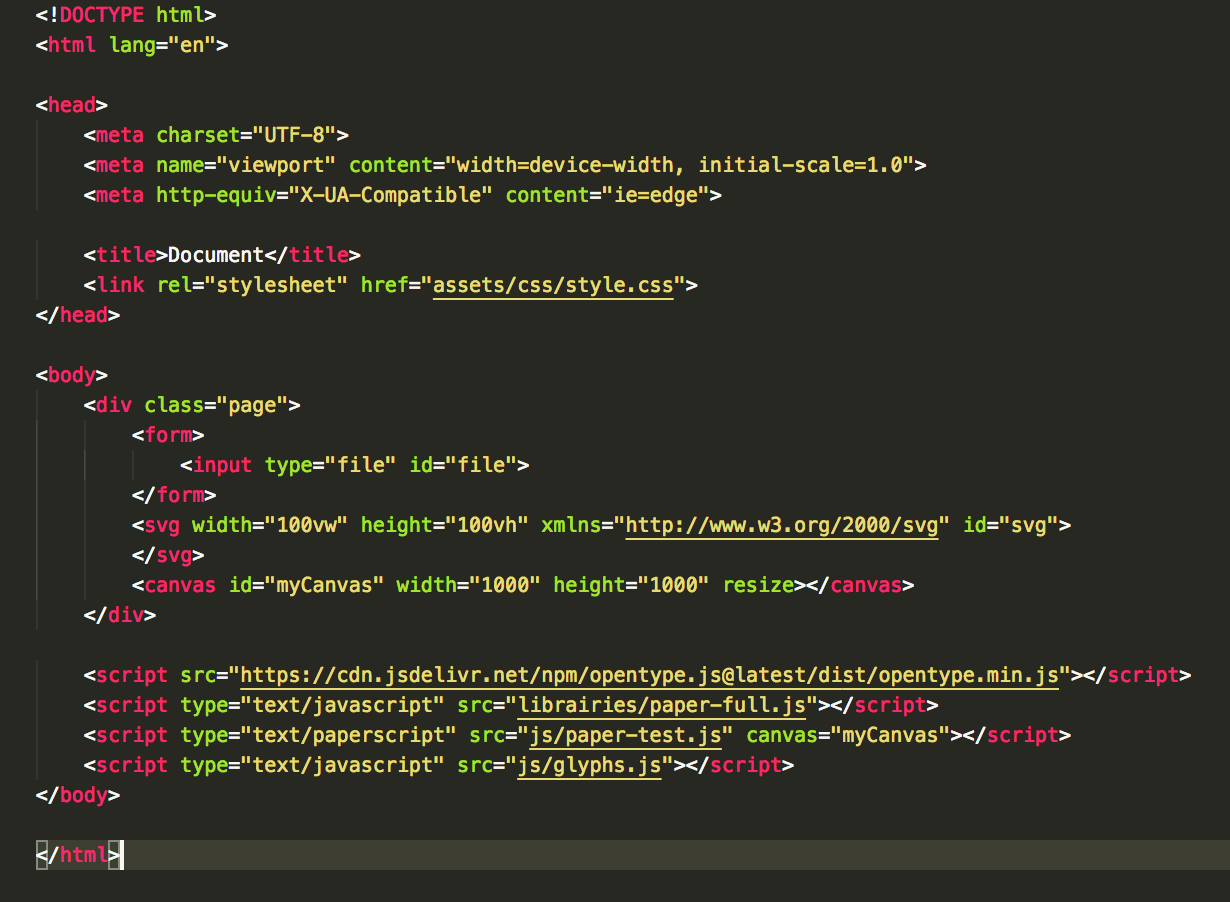 <!DOCTYPE html>
<html lang="en">
<head>
<meta charset="UTF-8">
<meta name="viewport" content="width=device-width, initial-scale=1.0">
<meta http-equiv="X-UA-Compatible" content="ie=edge">
<title>Document</title>
<link rel="stylesheet" href="assets/css/style.css">
</head>
<body>
<div class="page">
<form>
<input type="file" id="file">
</form>
<svg width="100vw" height="100vh" xmlns="http://www.w3.org/2000/svg" id="svg">
</svg>
<canvas id="myCanvas" width="1000" height="1000" resize></canvas>
</div>
<script src="https://cdn.jsdelivr.net/npm/opentype.js@latest/dist/opentype.min.js"></script>
<script type="text/javascript" src="librairies/paper-full.js"></script>
<script type="text/paperscript" src="js/paper-test.js" canvas="myCanvas"></script>
<script type="text/javascript" src="js/glyphs.js"></script>
</body>
</html>